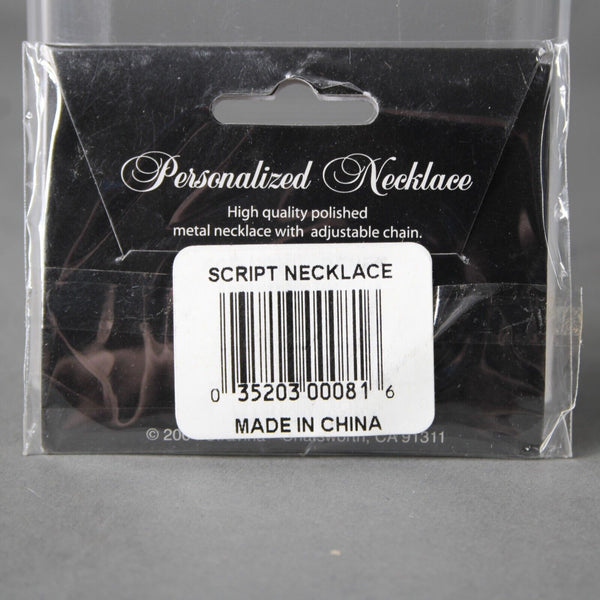 Personalized Necklace
High quality polished
metal necklace with adjustable chain.
SCRIPT NECKLACE
0 35203 00081 6
MADE IN CHINA
© Chatsworth, CA 91311